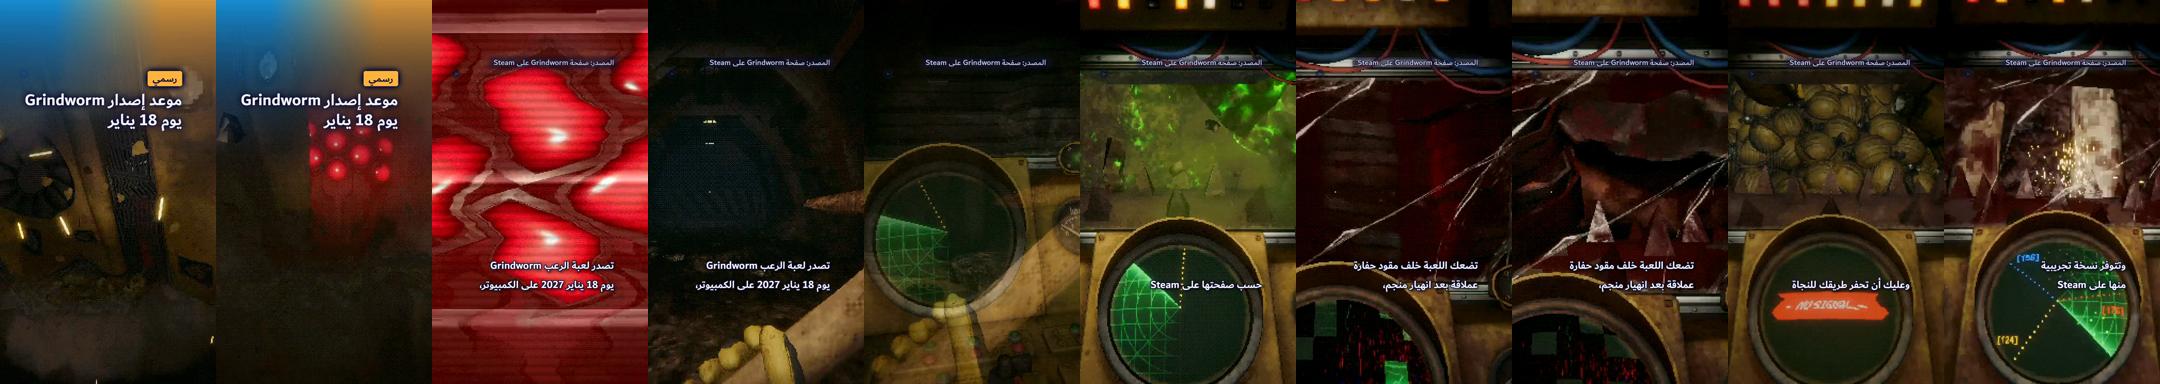 رسمي
موعد إصدار Grindworm
يوم 18 يناير
رسمي
موعد إصدار Grindworm
يوم 18 يناير
المصدر: صفحة Grindworm على Steam
تصدر لعبة الرعب Grindworm
يوم 18 يناير 2027 على الكمبيوتر،
المصدر: صفحة Grindworm على Steam
تصدر لعبة الرعب Grindworm
يوم 18 يناير 2027 على الكمبيوتر،
المصدر: صفحة Grindworm على Steam
المصدر: صفحة Grindworm على Steam
حسب صفحتها على Steam
المصدر: صفحة Grindworm على Steam
تضعك اللعبة خلف مقود حفارة
عملاقة بعد انهيار منجم،
المصدر: صفحة Grindworm على Steam
تضعك اللعبة خلف مقود حفارة
عملاقة بعد انهيار منجم،
المصدر: صفحة Grindworm على Steam
وعليك أن تحفر طريقك للنجاة
NO SIGNAL
المصدر: صفحة Grindworm على Steam
وتتوفر نسخة تجريبية
منها على Steam
[124]